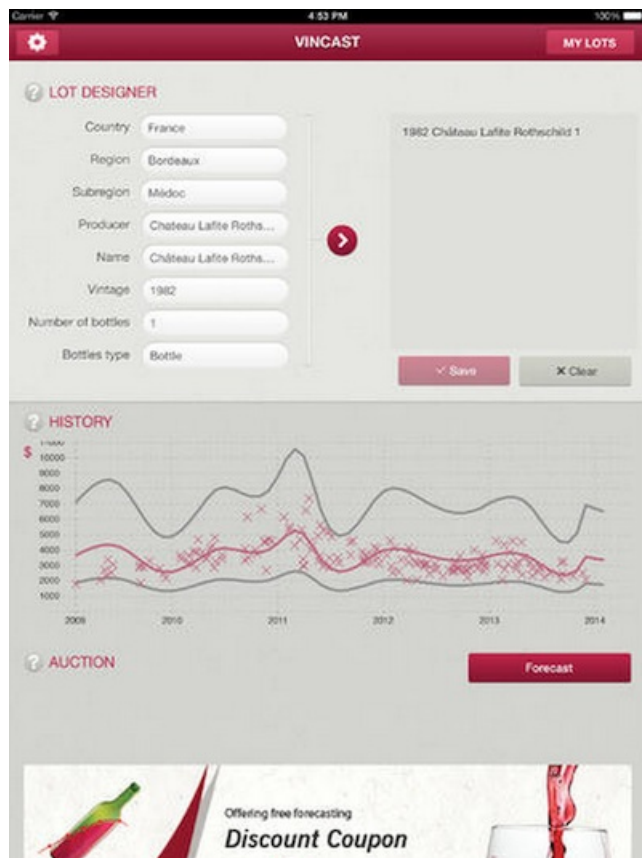 Carrier 4:53 PM 100%
VINCAST
MY LOTS
LOT DESIGNER
Country France
Region Bordeaux
Subregion Médoc
Producer Chateau Lafite Roths...
Name Château Lafite Roths...
Vintage 1982
Number of bottles 1
Bottles type Bottle
1982 Château Lafite Rothschild 1
Save
Clear
? HISTORY
$
11000
10000
9000
8000
7000
6000
5000
4000
3000
2000
1000
2009 2010 2011 2012 2013 2014
? AUCTION
Forecast
Offering free forecasting
Discount Coupon